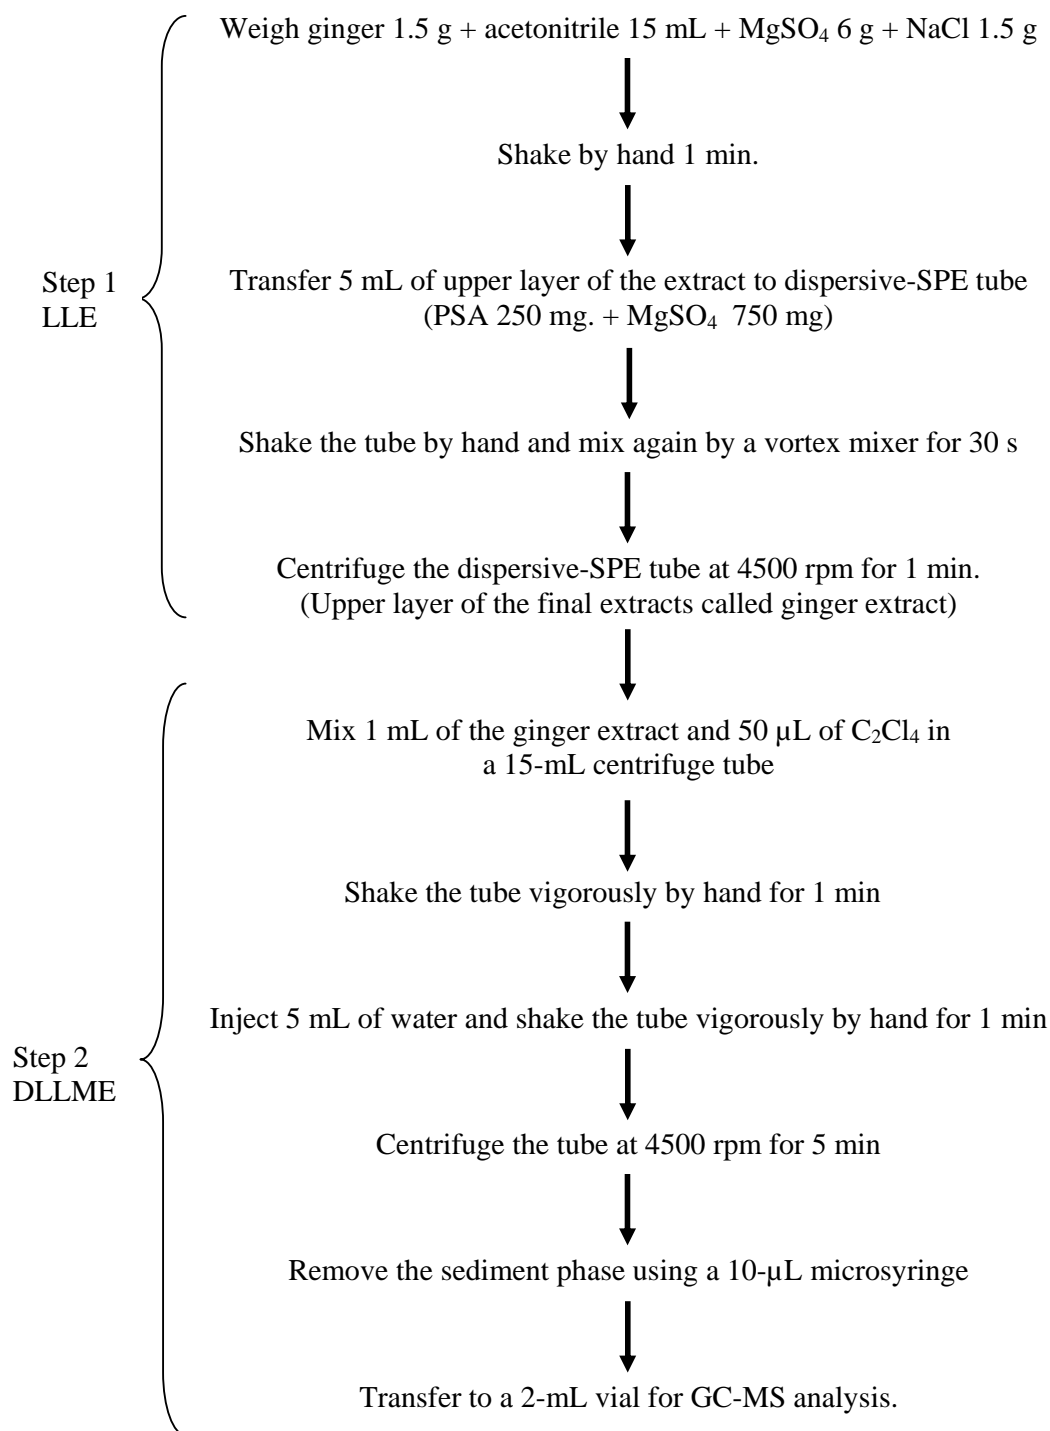 Weigh ginger 1.5 g + acetonitrile 15 mL + MgSO₄ 6 g + NaCl 1.5 g
Shake by hand 1 min.
Step 1
LLE
Transfer 5 mL of upper layer of the extract to dispersive-SPE tube
(PSA 250 mg. + MgSO₄ 750 mg)
Shake the tube by hand and mix again by a vortex mixer for 30 s
Centrifuge the dispersive-SPE tube at 4500 rpm for 1 min.
(Upper layer of the final extracts called ginger extract)
Mix 1 mL of the ginger extract and 50 µL of C₂Cl₄ in
a 15-mL centrifuge tube
Shake the tube vigorously by hand for 1 min
Inject 5 mL of water and shake the tube vigorously by hand for 1 min
Step 2
DLLME
Centrifuge the tube at 4500 rpm for 5 min
Remove the sediment phase using a 10-µL microsyringe
Transfer to a 2-mL vial for GC-MS analysis.